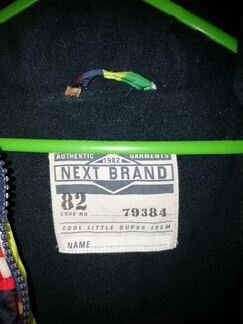 AUTHENTIC GARMENTS
1982
NEXT BRAND
82
CODE NO 79384
COOL LITTLE DUDES ITEM
NAME